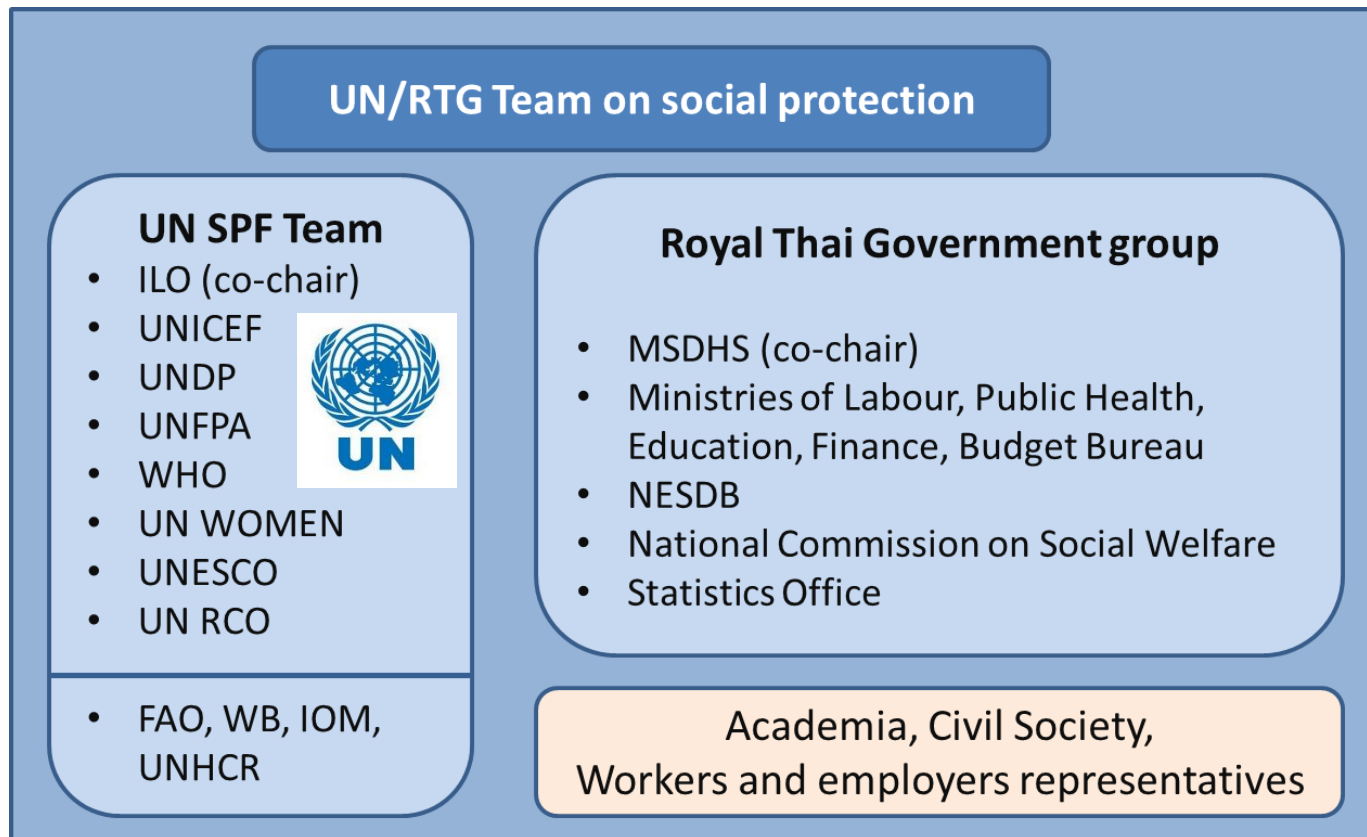 UN/RTG Team on social protection
UN SPF Team
• ILO (co-chair)
• UNICEF
• UNDP
• UNFPA
• WHO
• UN WOMEN
• UNESCO
• UN RCO
• FAO, WB, IOM,
UNHCR
UN
Royal Thai Government group
• MSDHS (co-chair)
• Ministries of Labour, Public Health,
Education, Finance, Budget Bureau
• NESDB
• National Commission on Social Welfare
• Statistics Office
Academia, Civil Society,
Workers and employers representatives